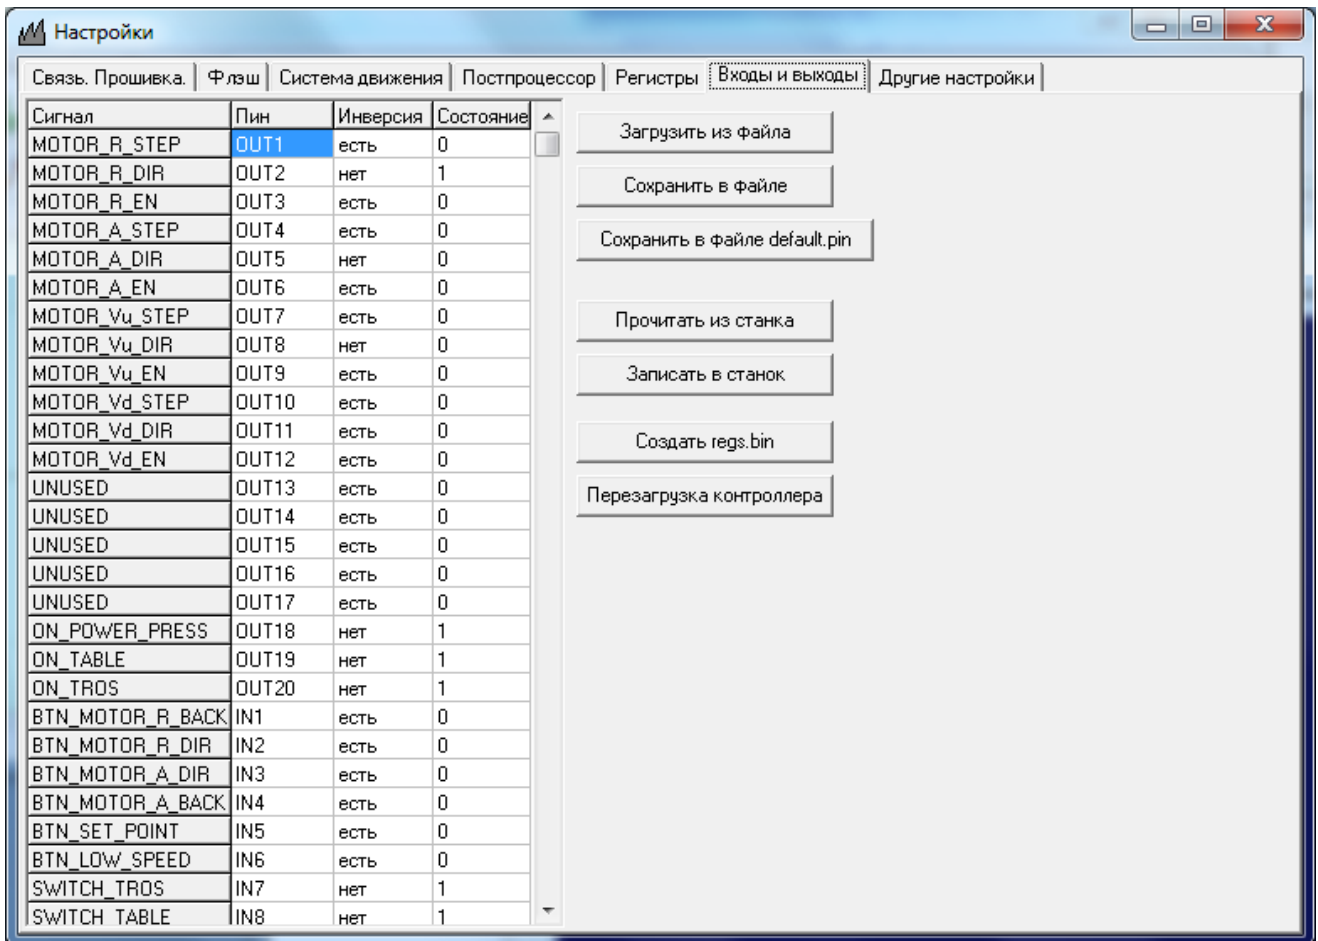 Настройки
Связь. Прошивка. Флэш Система движения Постпроцессор Регистры Входы и выходы Другие настройки
Сигнал Пин Инверсия Состояние
MOTOR_R_STEP OUT1 есть 0
MOTOR_R_DIR OUT2 нет 1
MOTOR_R_EN OUT3 есть 0
MOTOR_A_STEP OUT4 есть 0
MOTOR_A_DIR OUT5 нет 0
MOTOR_A_EN OUT6 есть 0
MOTOR_Vu_STEP OUT7 есть 0
MOTOR_Vu_DIR OUT8 нет 0
MOTOR_Vu_EN OUT9 есть 0
MOTOR_Vd_STEP OUT10 есть 0
MOTOR_Vd_DIR OUT11 есть 0
MOTOR_Vd_EN OUT12 есть 0
UNUSED OUT13 есть 0
UNUSED OUT14 есть 0
UNUSED OUT15 есть 0
UNUSED OUT16 есть 0
UNUSED OUT17 есть 0
ON_POWER_PRESS OUT18 нет 1
ON_TABLE OUT19 нет 1
ON_TROS OUT20 нет 1
BTN_MOTOR_R_BACK IN1 есть 0
BTN_MOTOR_R_DIR IN2 есть 0
BTN_MOTOR_A_DIR IN3 есть 0
BTN_MOTOR_A_BACK IN4 есть 0
BTN_SET_POINT IN5 есть 0
BTN_LOW_SPEED IN6 есть 0
SWITCH_TROS IN7 нет 1
SWITCH_TABLE IN8 нет 1
Загрузить из файла
Сохранить в файле
Сохранить в файле default.pin
Прочитать из станка
Записать в станок
Создать regs.bin
Перезагрузка контроллера